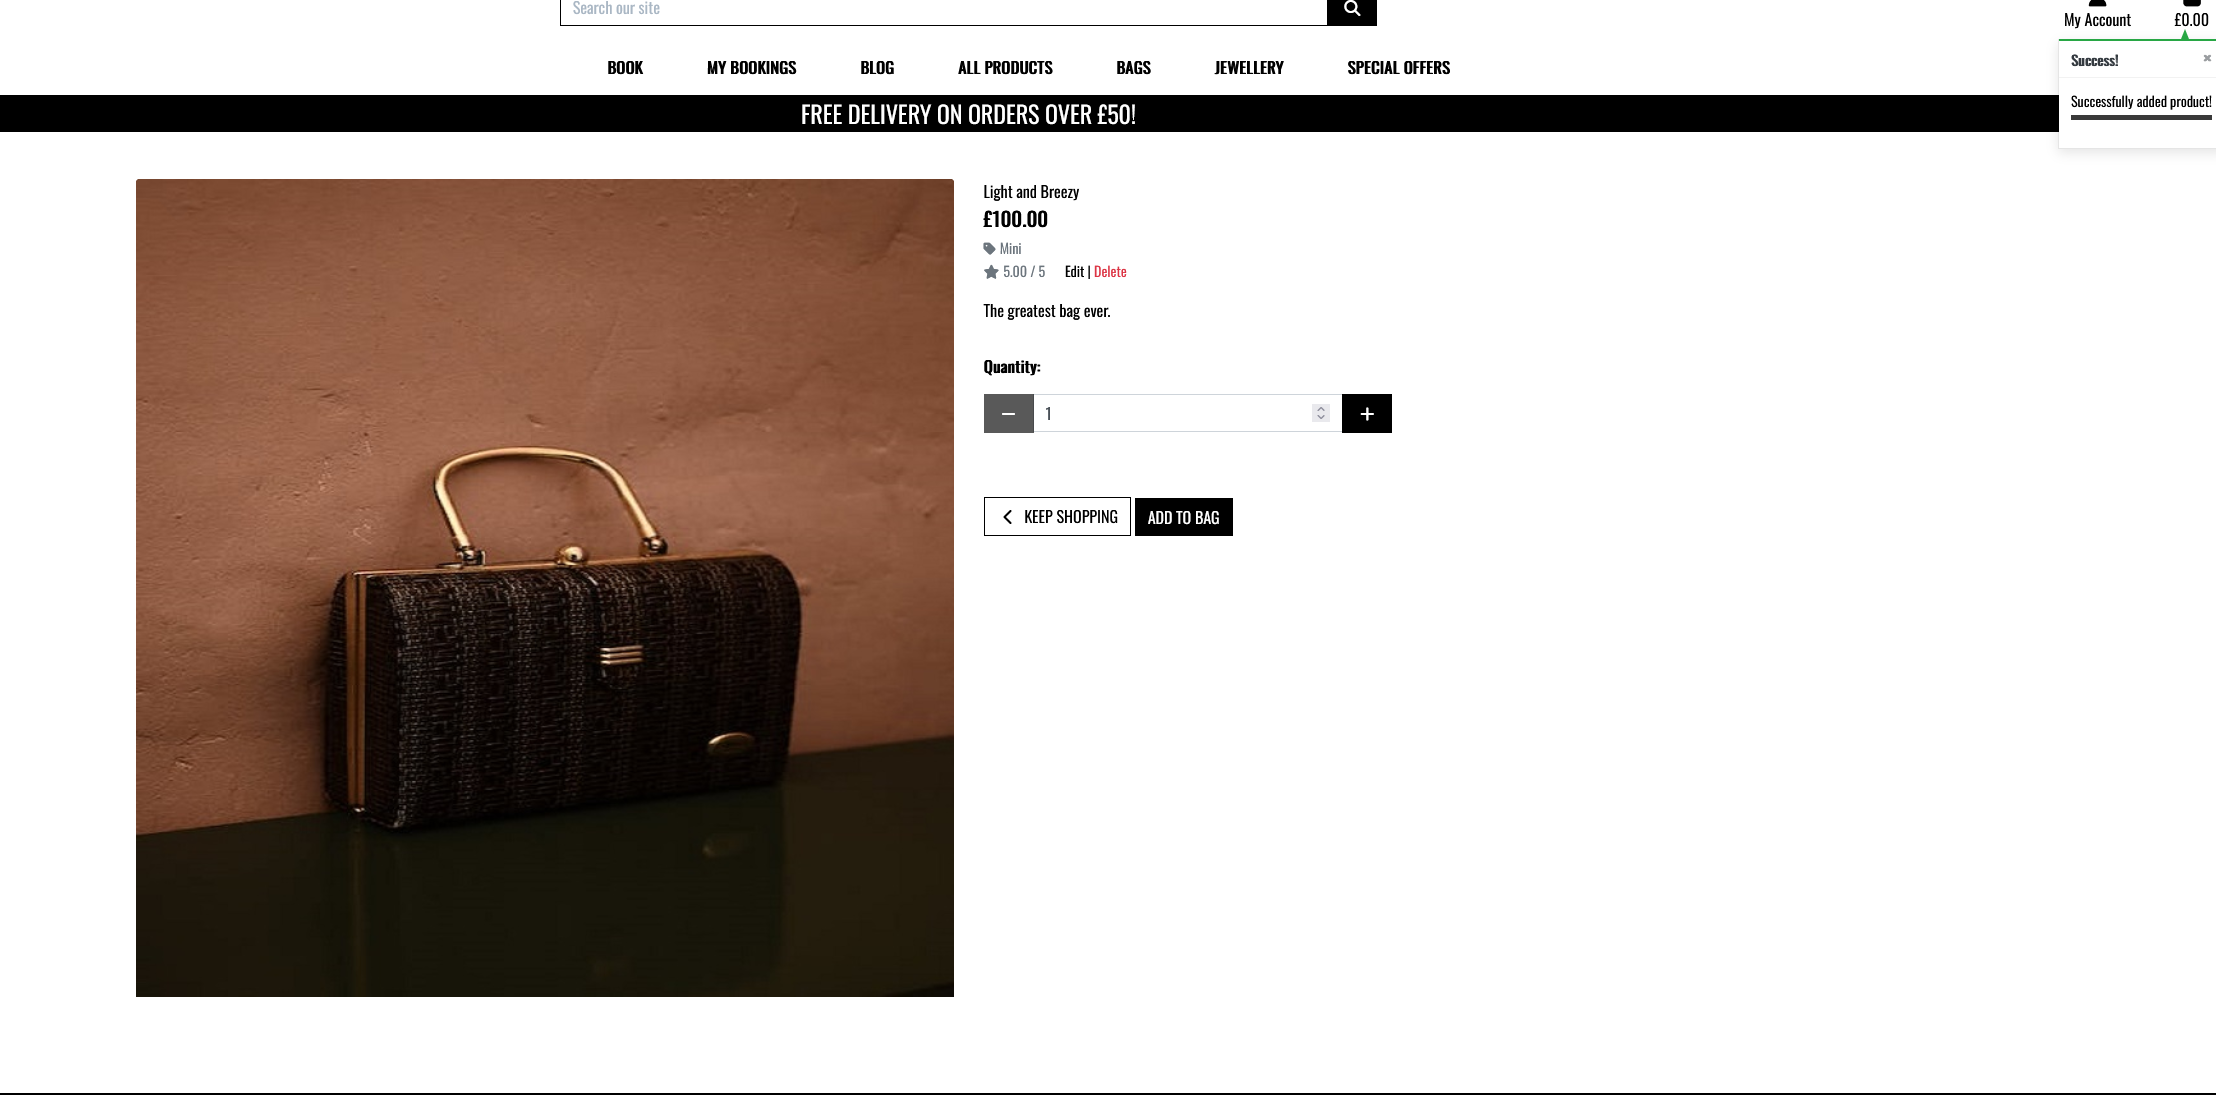 Search our site
My Account
£0.00
BOOK
MY BOOKINGS
BLOG
ALL PRODUCTS
BAGS
JEWELLERY
SPECIAL OFFERS
Success!
×
FREE DELIVERY ON ORDERS OVER £50!
Successfully added product!
Light and Breezy
£100.00
Mini
5.00 / 5 Edit | Delete
The greatest bag ever.
Quantity:
1
KEEP SHOPPING
ADD TO BAG